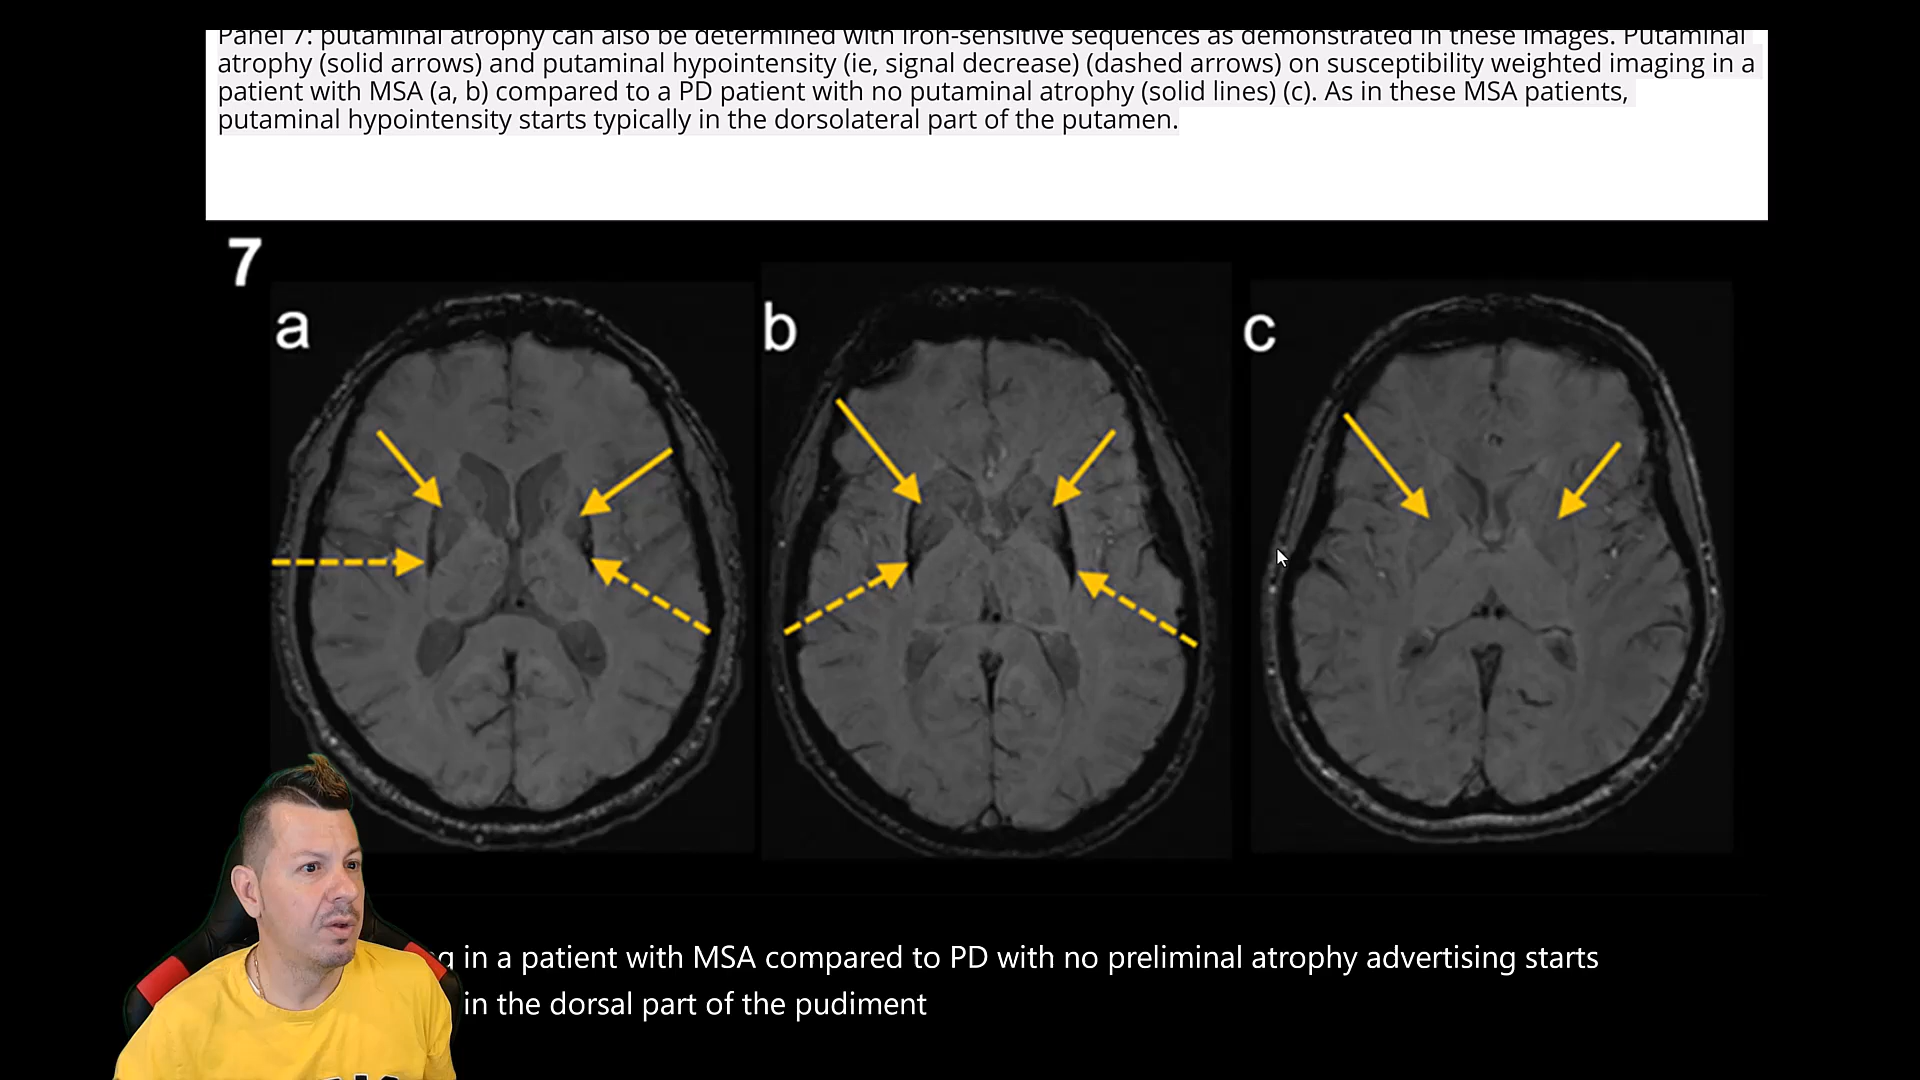 Panel 7: putaminal atrophy can also be determined with iron-sensitive sequences as demonstrated in these images. Putaminal
atrophy (solid arrows) and putaminal hypointensity (ie, signal decrease) (dashed arrows) on susceptibility weighted imaging in a
patient with MSA (a, b) compared to a PD patient with no putaminal atrophy (solid lines) (c). As in these MSA patients,
putaminal hypointensity starts typically in the dorsolateral part of the putamen.
7
a
b
c
in a patient with MSA compared to PD with no preliminal atrophy advertising starts
in the dorsal part of the pudiment